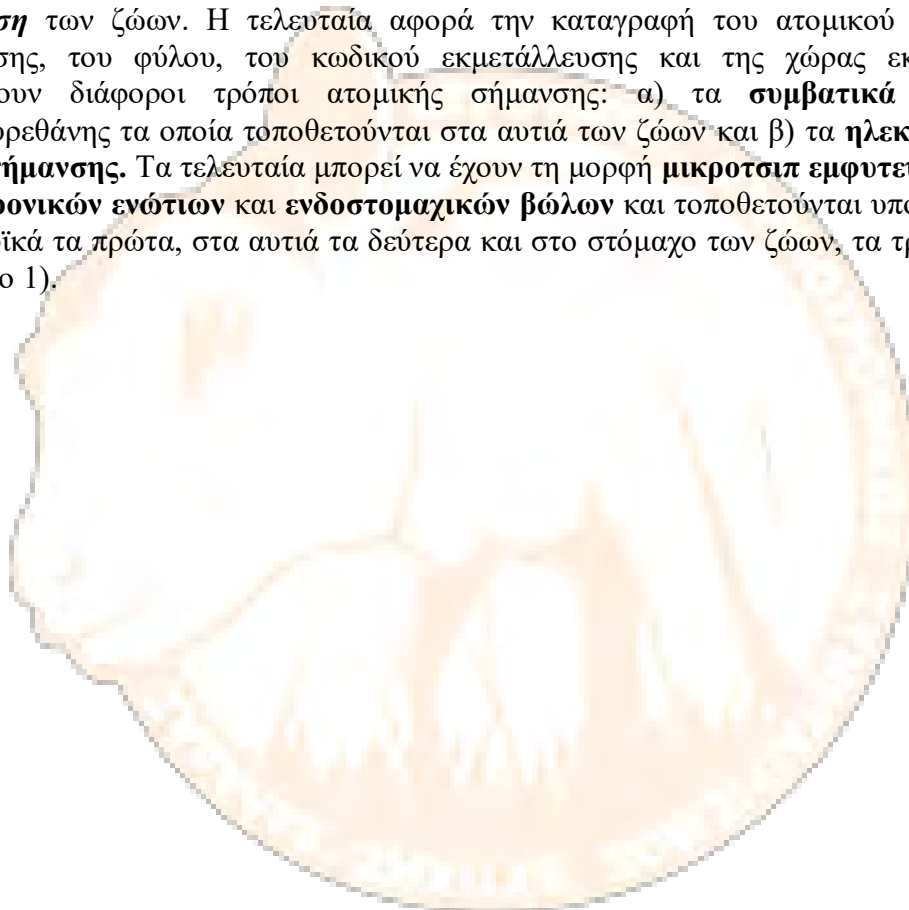 ση των ζώων. Η τελευταία αφορά την καταγραφή του ατομικού
σης, του φύλου, του κωδικού εκμετάλλευσης και της χώρας εκ
ουν διάφοροι τρόποι ατομικής σήμανσης: α) τα συμβατικά
υρεθάνης τα οποία τοποθετούνται στα αυτιά των ζώων και β) τα ηλεκ
τήμανσης. Τα τελευταία μπορεί να έχουν τη μορφή μικροτσιπ εμφυτευ
ρονικών ενώτιων και ενδοστομαχικών βώλων και τοποθετούνται υπο
ϊκά τα πρώτα, στα αυτιά τα δεύτερα και στο στόμαχο των ζώων, τα τρ
ο 1).